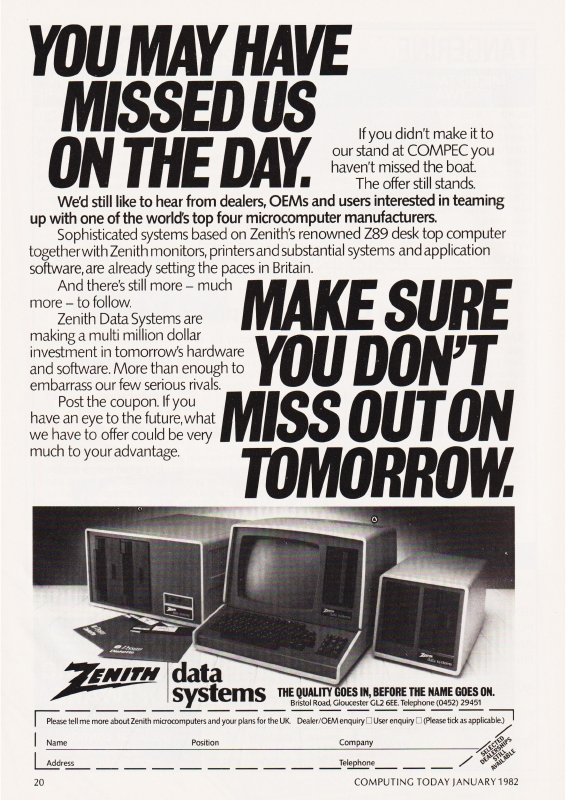 YOU MAY HAVE
MISSED US
ON THE DAY.
If you didn't make it to
our stand at COMPEC you
haven't missed the boat.
The offer still stands.
We'd still like to hear from dealers, OEMs and users interested in teaming
up with one of the world's top four microcomputer manufacturers.
Sophisticated systems based on Zenith's renowned Z89 desk top computer
together with Zenith monitors, printers and substantial systems and application
software, are already setting the paces in Britain.
And there's still more – much
more – to follow.
Zenith Data Systems are
making a multi million dollar
investment in tomorrow's hardware
and software. More than enough to
embarrass our few serious rivals.
Post the coupon. If you
have an eye to the future, what
we have to offer could be very
much to your advantage.
MAKE SURE
YOU DON'T
MISS OUT ON
TOMORROW.
ZENITH data
systems
THE QUALITY GOES IN, BEFORE THE NAME GOES ON.
Bristol Road, Gloucester GL2 6EE. Telephone (0452) 29451
Please tell me more about Zenith microcomputers and your plans for the UK. Dealer/OEM enquiry □ User enquiry □ (Please tick as applicable.)
Name Position Company
Address Telephone
SELECTED
DEALERSHIPS
STILL
AVAILABLE
20 COMPUTING TODAY JANUARY 1982